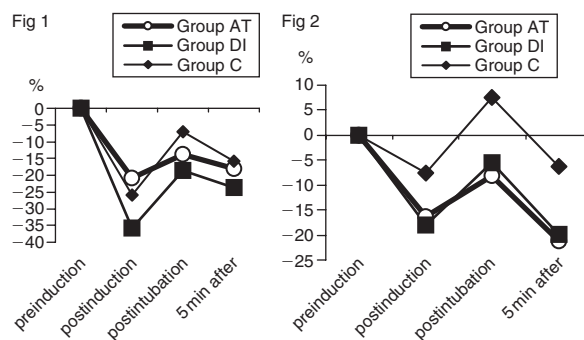 Fig 1
Group AT
Group DI
Group C
%
0
−5
−10
−15
−20
−25
−30
−35
−40
preinduction
postinduction
postintubation
5 min after
Fig 2
Group AT
Group DI
Group C
%
10
5
0
−5
−10
−15
−20
−25
preinduction
postinduction
postintubation
5 min after